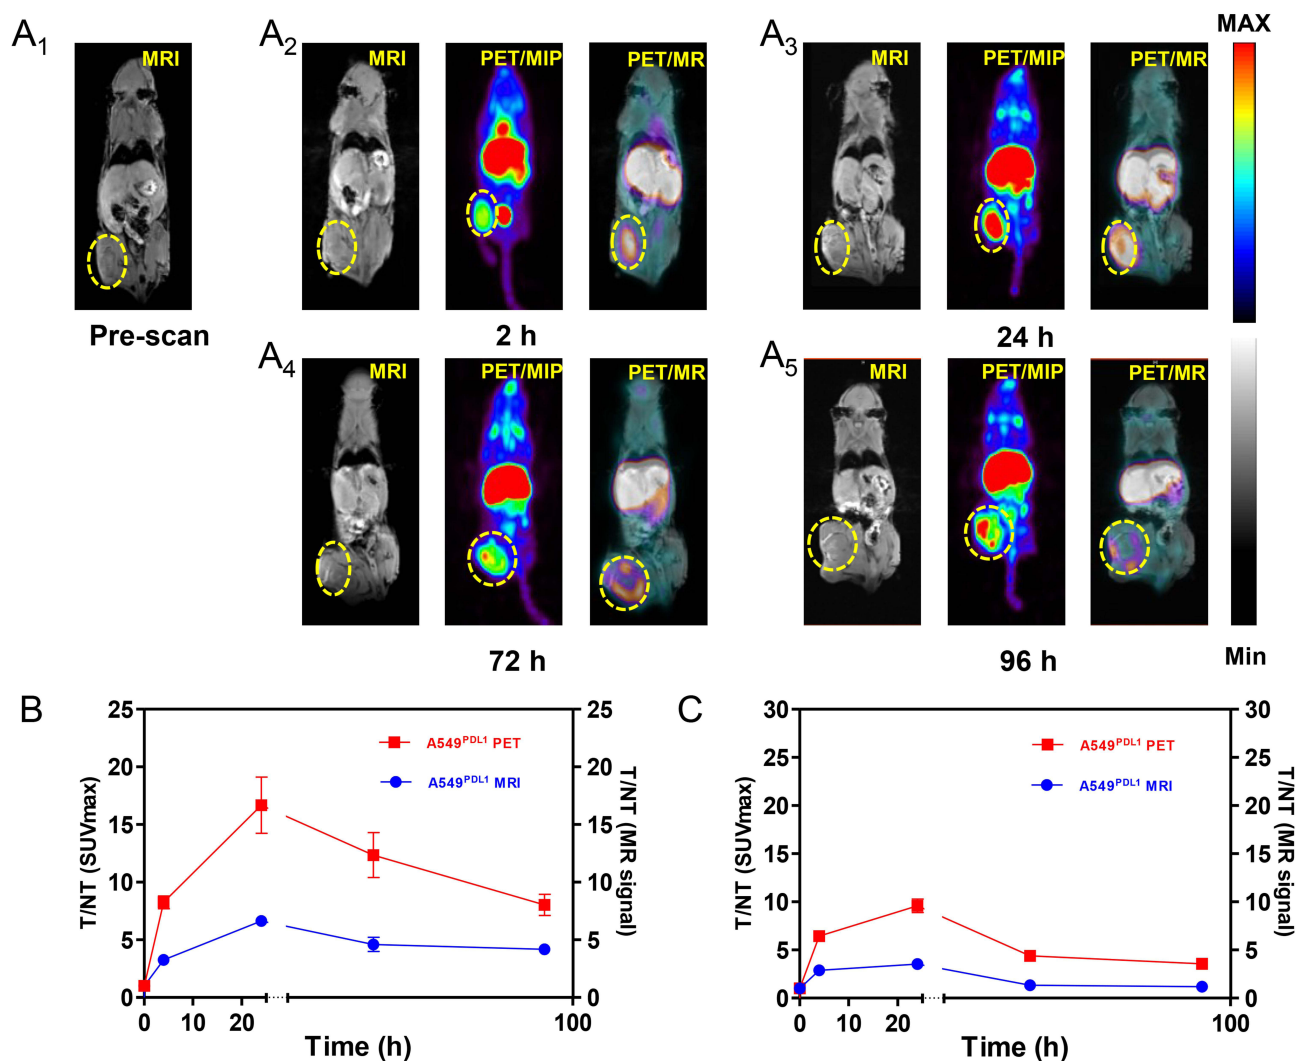 A1 MRI
A2 MRI PET/MIP PET/MR
A3 MRI PET/MIP PET/MR
MAX
Pre-scan
2 h
24 h
A4 MRI PET/MIP PET/MR
A5 MRI PET/MIP PET/MR
Min
72 h
96 h
B
T/NT (SUVmax)
25
20
15
10
5
0
A549PDL1 PET
A549PDL1 MRI
25
20
15
10
5
0
T/NT (MR signal)
0 10 20 100
Time (h)
C
T/NT (SUVmax)
30
25
20
15
10
5
0
A549PDL1 PET
A549PDL1 MRI
30
25
20
15
10
5
0
T/NT (MR signal)
0 10 20 100
Time (h)